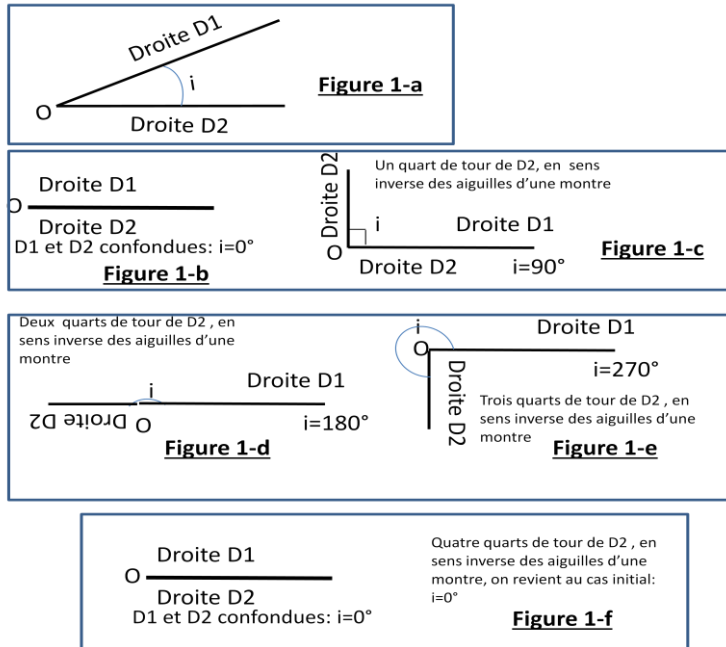 Droite D1
i
O
Droite D2
Figure 1-a
Droite D1
O
Droite D2
D1 et D2 confondues: i=0°
Figure 1-b
Un quart de tour de D2, en sens
inverse des aiguilles d'une montre
Droite D2
i
Droite D1
O
Droite D2
i=90°
Figure 1-c
Deux quarts de tour de D2 , en
sens inverse des aiguilles d'une
montre
i
Droite D1
Droite D2
O
i=180°
Figure 1-d
i
Droite D1
O
i=270°
Droite D2
Trois quarts de tour de D2 , en
sens inverse des aiguilles d'une
montre
Figure 1-e
Droite D1
O
Droite D2
D1 et D2 confondues: i=0°
Quatre quarts de tour de D2 , en
sens inverse des aiguilles d'une
montre, on revient au cas initial:
i=0°
Figure 1-f